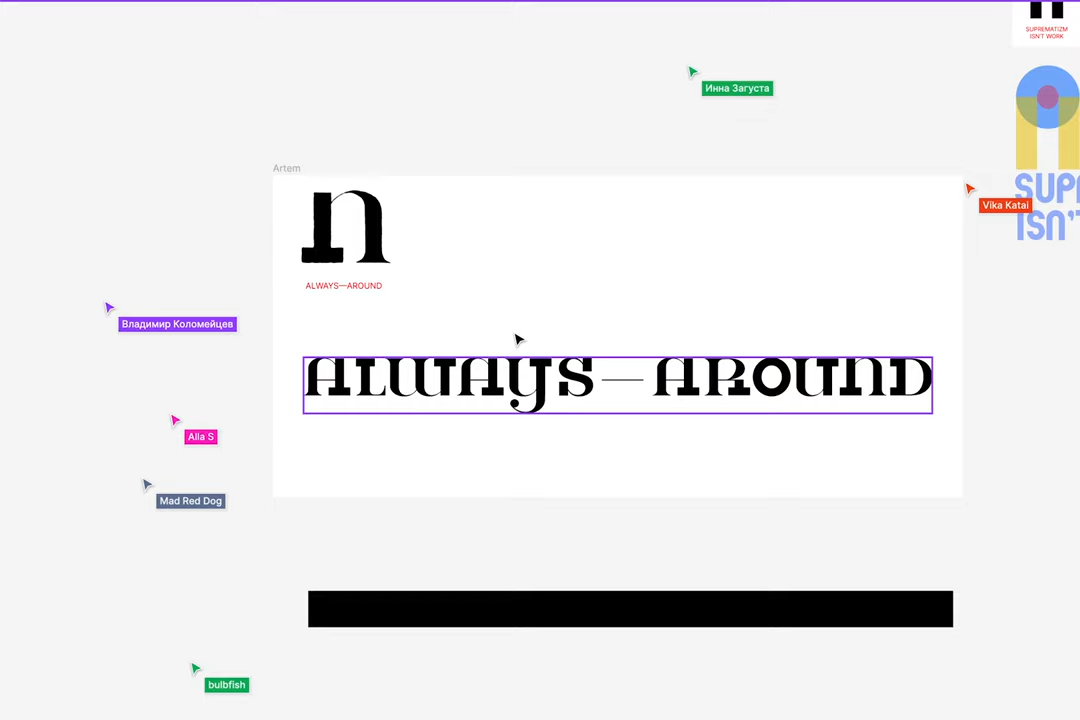 SUPREMATIZM
ISN'T WORK
Инна Загуста
Artem
n
Vika Katai
ALWAYS—AROUND
Владимир Коломейцев
ALWAYS—AROUND
Alla S
Mad Red Dog
bulbfish